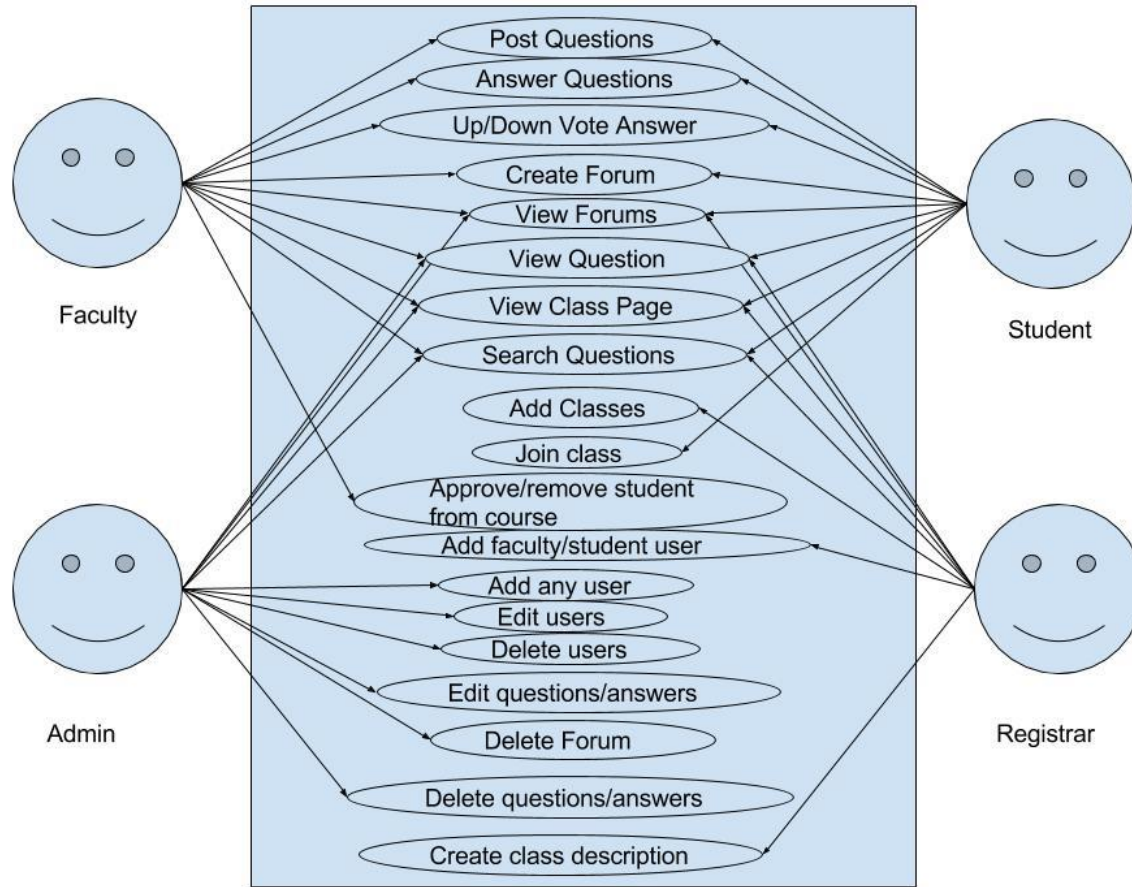 Post Questions
Answer Questions
Up/Down Vote Answer
Create Forum
View Forums
View Question
View Class Page
Search Questions
Add Classes
Join class
Approve/remove student
from course
Add faculty/student user
Add any user
Edit users
Delete users
Edit questions/answers
Delete Forum
Delete questions/answers
Create class description
Faculty
Student
Admin
Registrar